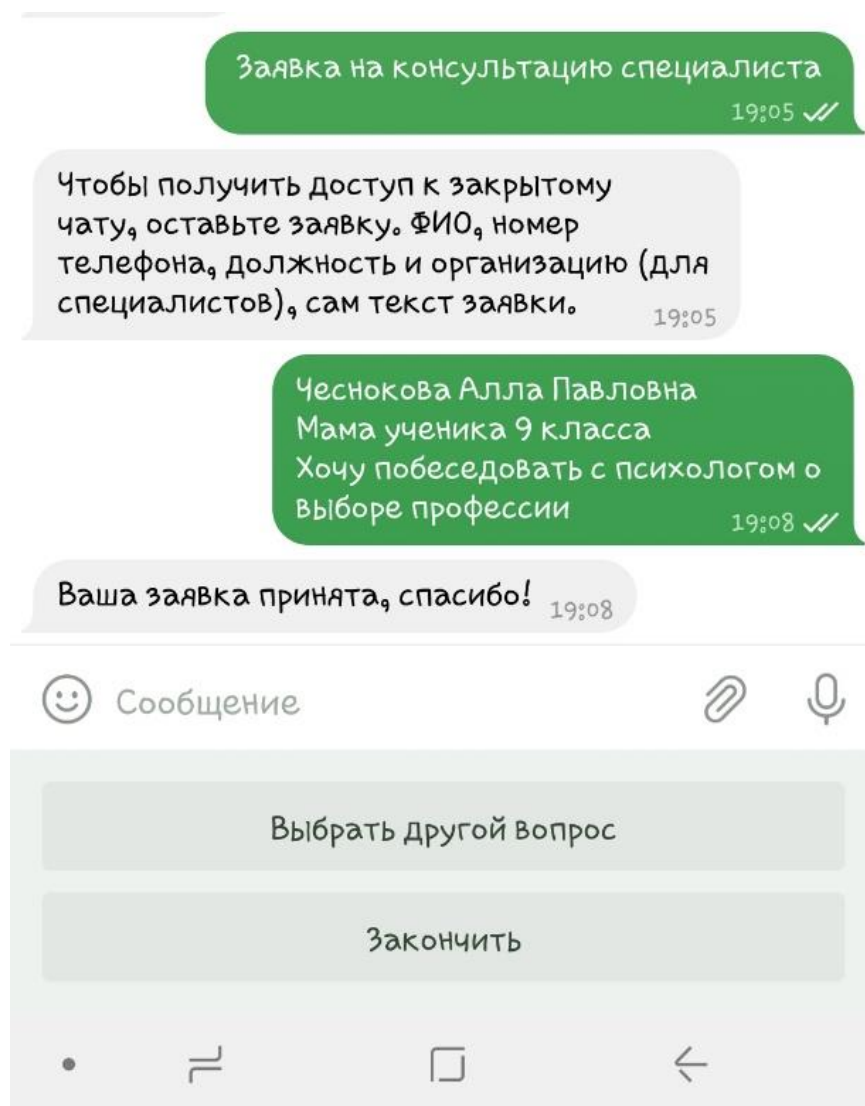 Заявка на консультацию специалиста
19:05
Чтобы получить доступ к закрытому
чату, оставьте заявку. ФИО, номер
телефона, должность и организацию (для
специалистов), сам текст заявки.
19:05
Чеснокова Алла Павловна
Мама ученика 9 класса
Хочу побеседовать с психологом о
выборе профессии
19:08
Ваша заявка принята, спасибо!
19:08
Сообщение
Выбрать другой вопрос
Закончить